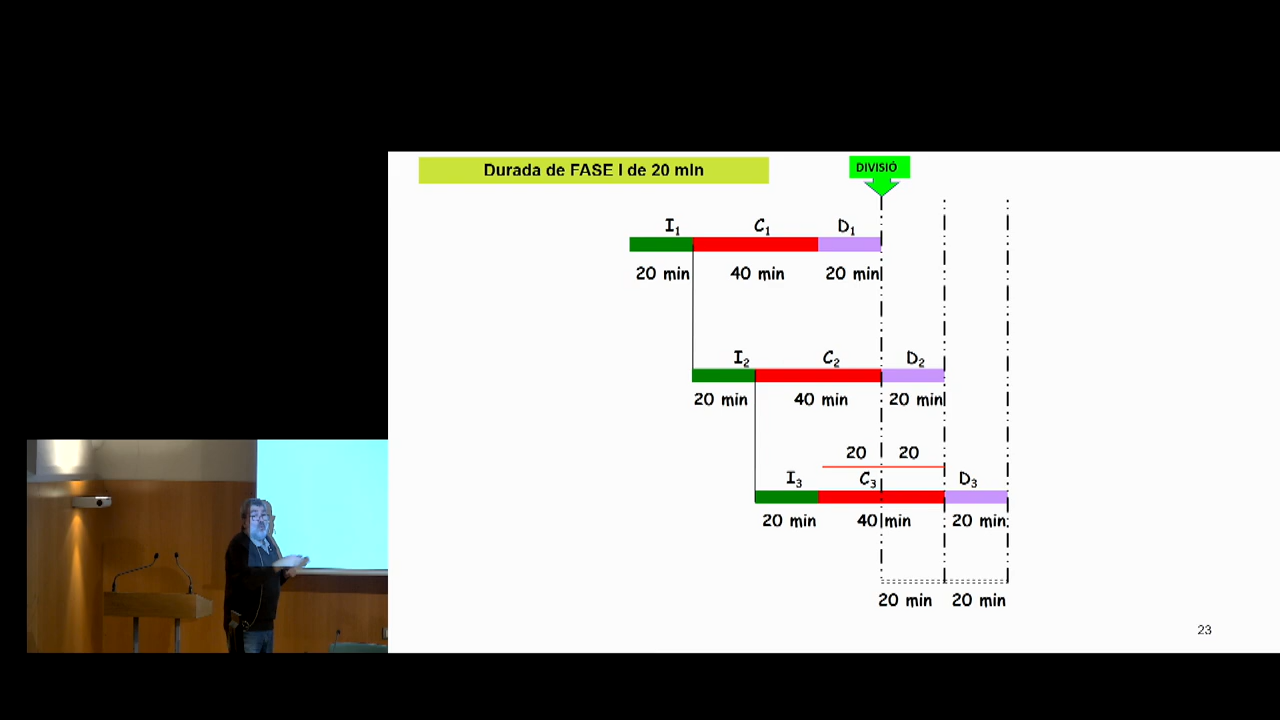 Durada de FASE I de 20 min
DIVISIÓ
I₁ C₁ D₁
20 min 40 min 20 min
I₂ C₂ D₂
20 min 40 min 20 min
20 20
I₃ C₃ D₃
20 min 40 min 20 min
20 min 20 min
23